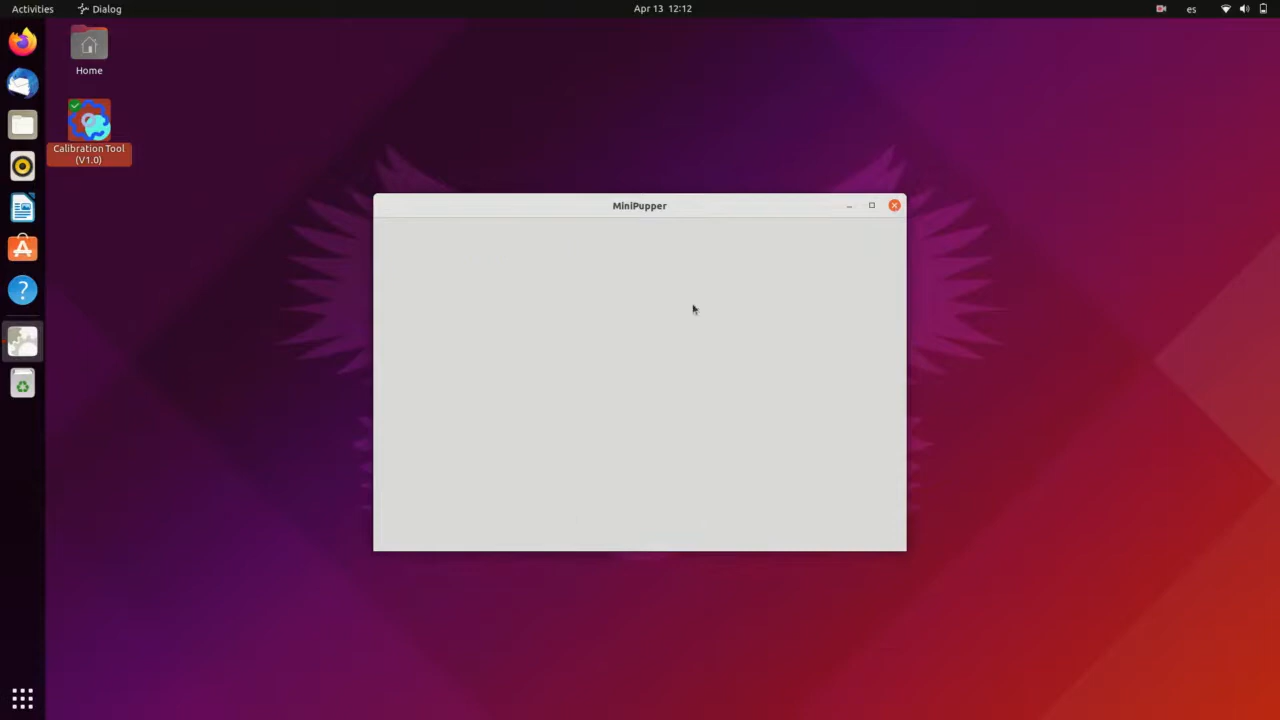 Activities
Dialog
Apr 13 12:12
es
Home
Calibration Tool
(V1.0)
MiniPupper